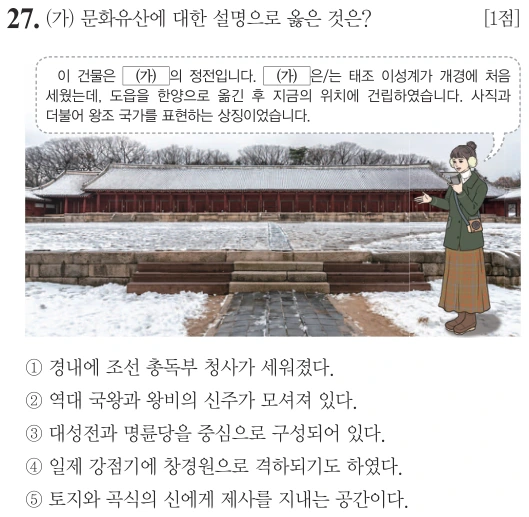 27. (가) 문화유산에 대한 설명으로 옳은 것은? [1점]
이 건물은 (가) 의 정전입니다. (가) 은/는 태조 이성계가 개경에 처음
세웠는데, 도읍을 한양으로 옮긴 후 지금의 위치에 건립하였습니다. 사직과
더불어 왕조 국가를 표현하는 상징이었습니다.
① 경내에 조선 총독부 청사가 세워졌다.
② 역대 국왕과 왕비의 신주가 모셔져 있다.
③ 대성전과 명륜당을 중심으로 구성되어 있다.
④ 일제 강점기에 창경원으로 격하되기도 하였다.
⑤ 토지와 곡식의 신에게 제사를 지내는 공간이다.